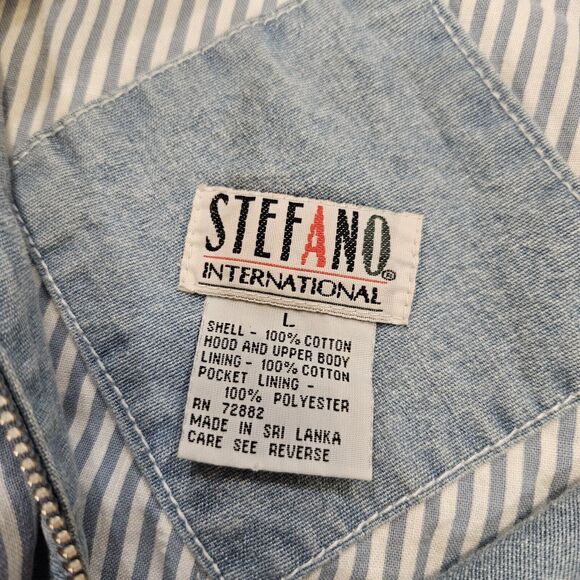 STEFANO®
INTERNATIONAL
L
SHELL - 100% COTTON
HOOD AND UPPER BODY
LINING - 100% COTTON
POCKET LINING -
100% POLYESTER
RN 72882
MADE IN SRI LANKA
CARE SEE REVERSE